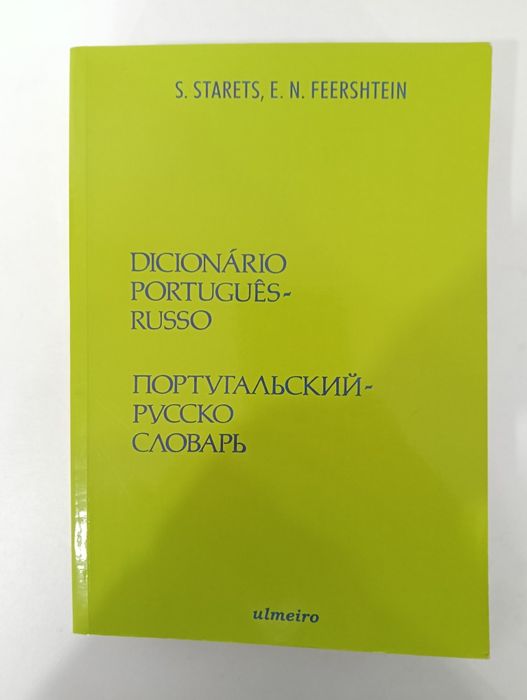 S. STARETS, E. N. FEERSHTEIN
DICIONÁRIO
PORTUGUÊS-
RUSSO
ПОРТУГАЛЬСКИЙ-
РУССКО
СЛОВАРЬ
ulmeiro